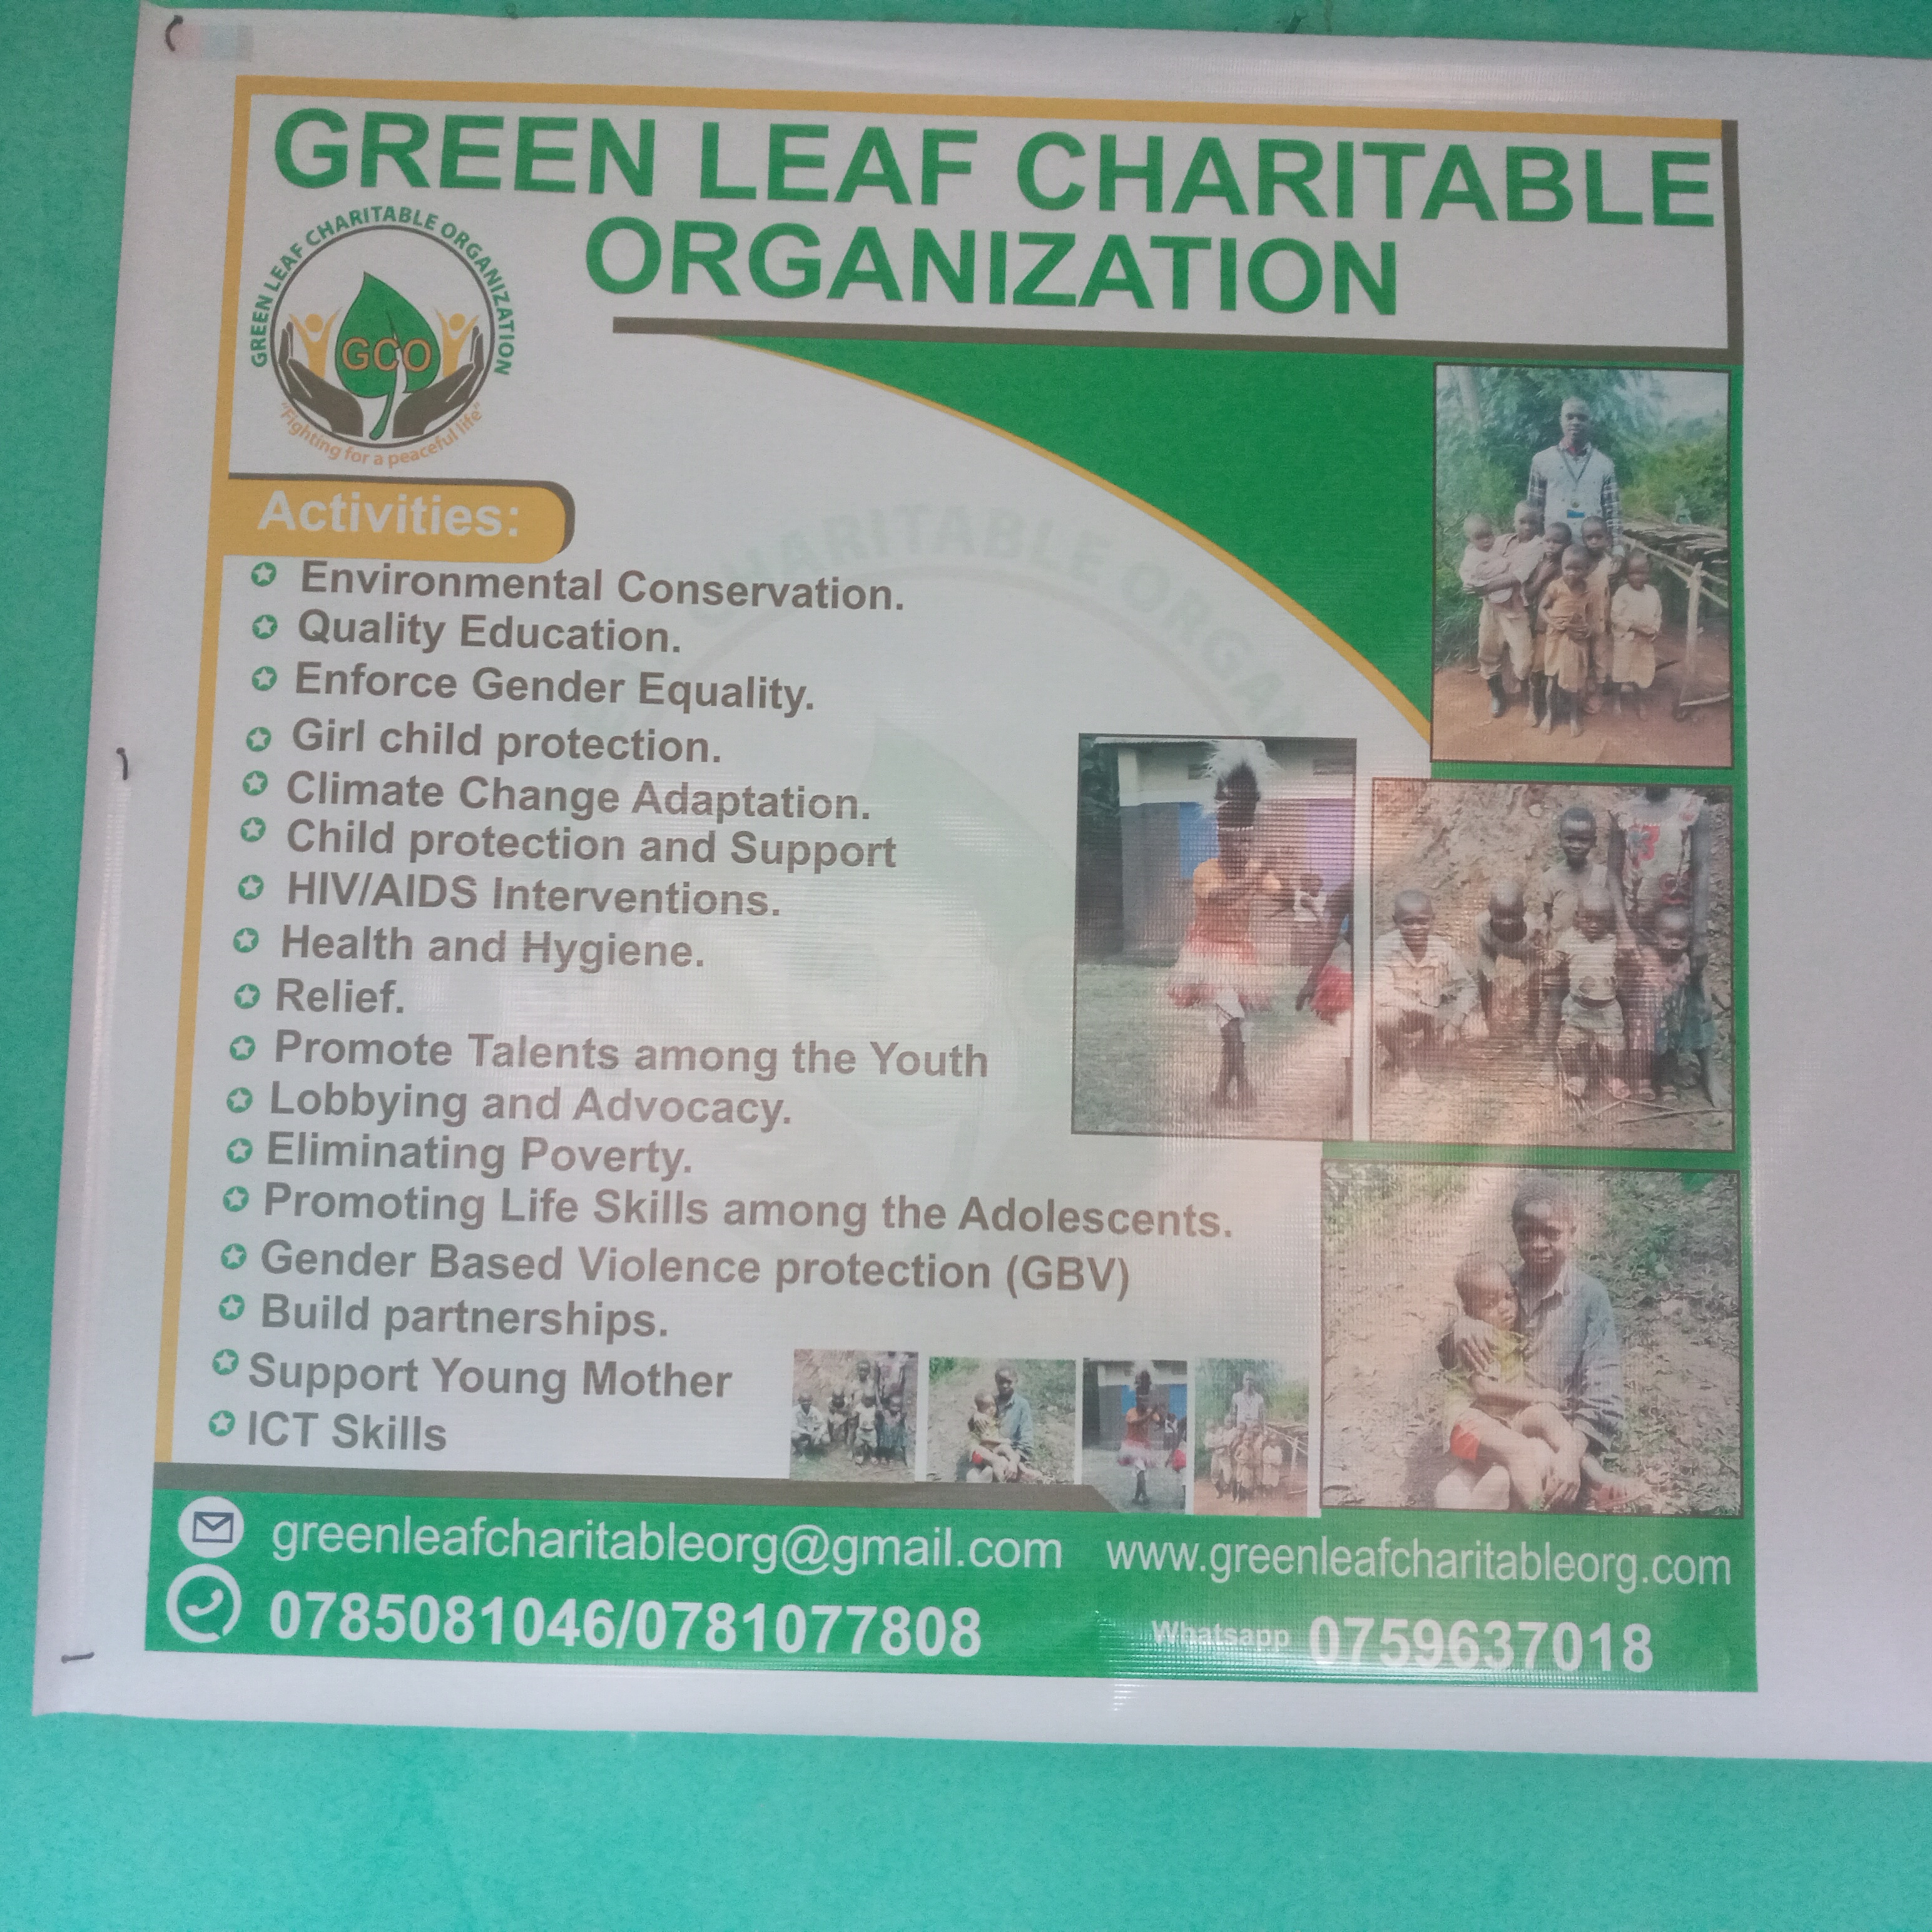 GREEN LEAF CHARITABLE
ORGANIZATION
GREEN LEAF CHARITABLE ORGANIZATION
GCO
"Fighting for a peaceful life"
Activities:
Environmental Conservation.
Quality Education.
Enforce Gender Equality.
Girl child protection.
Climate Change Adaptation.
Child protection and Support
HIV/AIDS Interventions.
Health and Hygiene.
Relief.
Promote Talents among the Youth
Lobbying and Advocacy.
Eliminating Poverty.
Promoting Life Skills among the Adolescents.
Gender Based Violence protection (GBV)
Build partnerships.
Support Young Mother
ICT Skills
greenleafcharitableorg@gmail.com www.greenleafcharitableorg.com
0785081046/0781077808 Whatsapp 0759637018